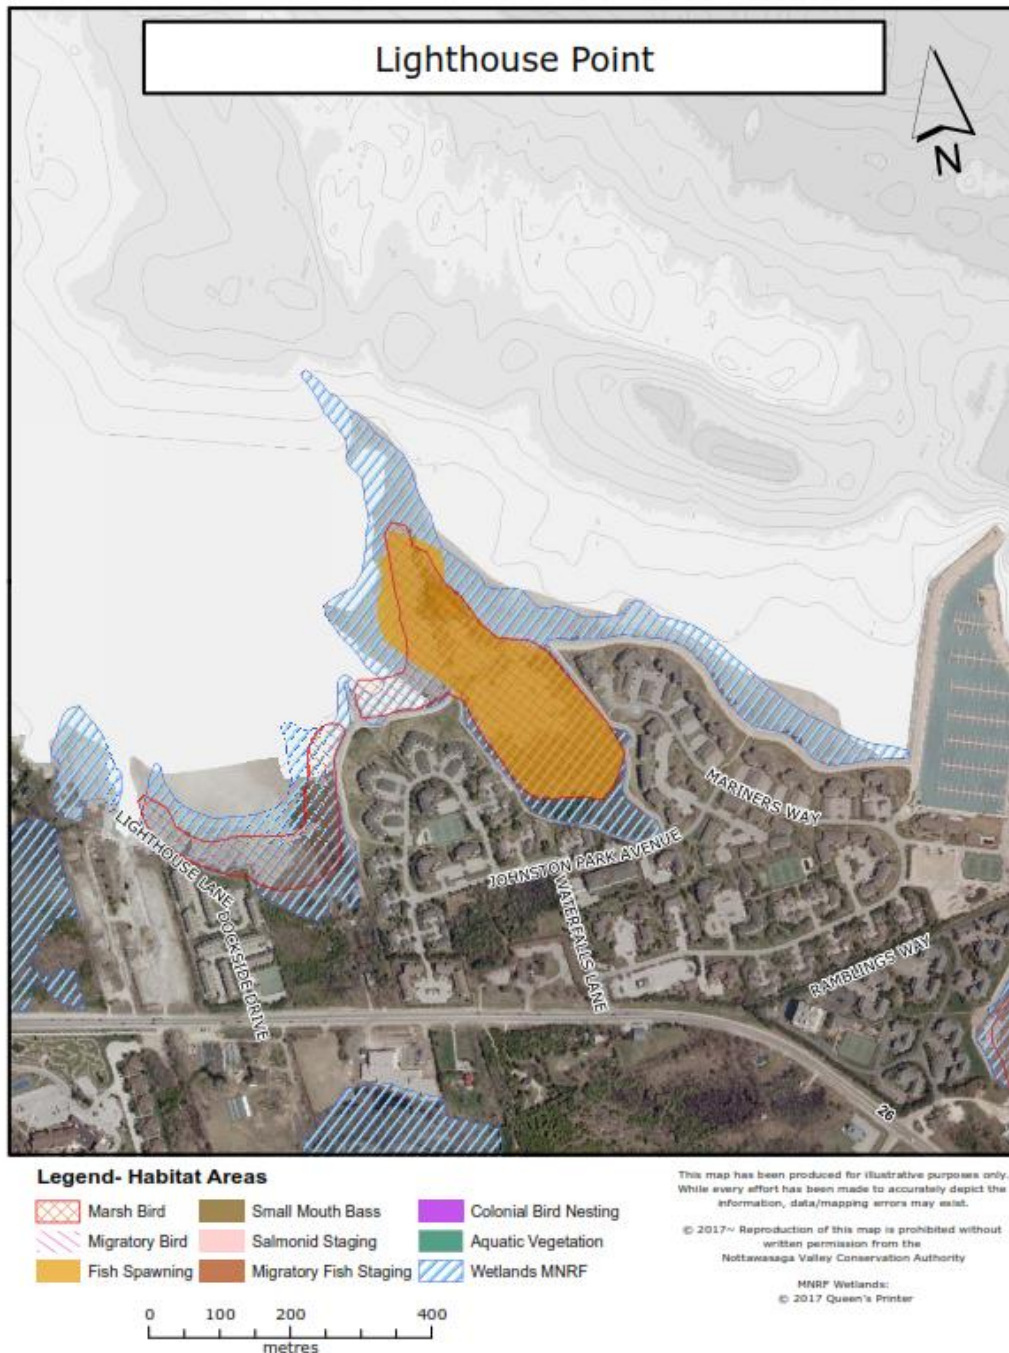 Lighthouse Point
N
MARINERS WAY
LIGHTHOUSE LANE
JOHNSTON PARK AVENUE
WATERFALLS LANE
DOCKSIDE DRIVE
RAMBLINGS WAY
26
Legend- Habitat Areas
Marsh Bird
Small Mouth Bass
Colonial Bird Nesting
Migratory Bird
Salmonid Staging
Aquatic Vegetation
Fish Spawning
Migratory Fish Staging
Wetlands MNRF
0 100 200 400
metres
This map has been produced for illustrative purposes only.
While every effort has been made to accurately depict the
information, data/mapping errors may exist.
© 2017~ Reproduction of this map is prohibited without
written permission from the
Nottawasaga Valley Conservation Authority
MNRF Wetlands:
© 2017 Queen's Printer